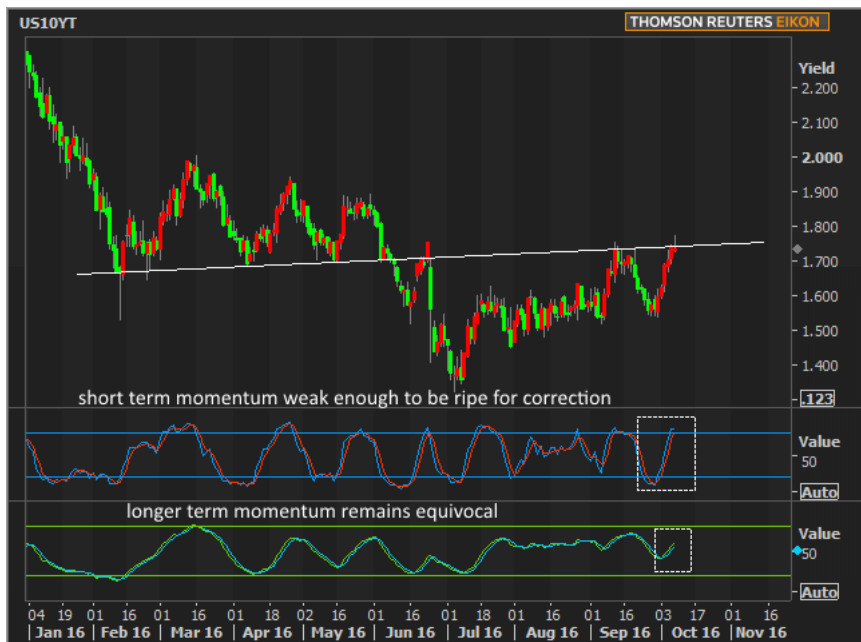 US10YT
THOMSON REUTERS EIKON
Yield
2.200
2.100
2.000
1.900
1.800
1.700
1.600
1.500
1.400
.123
short term momentum weak enough to be ripe for correction
Value
50
Auto
longer term momentum remains equivocal
Value
50
Auto
04 19 01 16 01 16 01 18 02 16 01 16 01 18 01 16 01 16 03 17 01 16
Jan 16 Feb 16 Mar 16 Apr 16 May 16 Jun 16 Jul 16 Aug 16 Sep 16 Oct 16 Nov 16